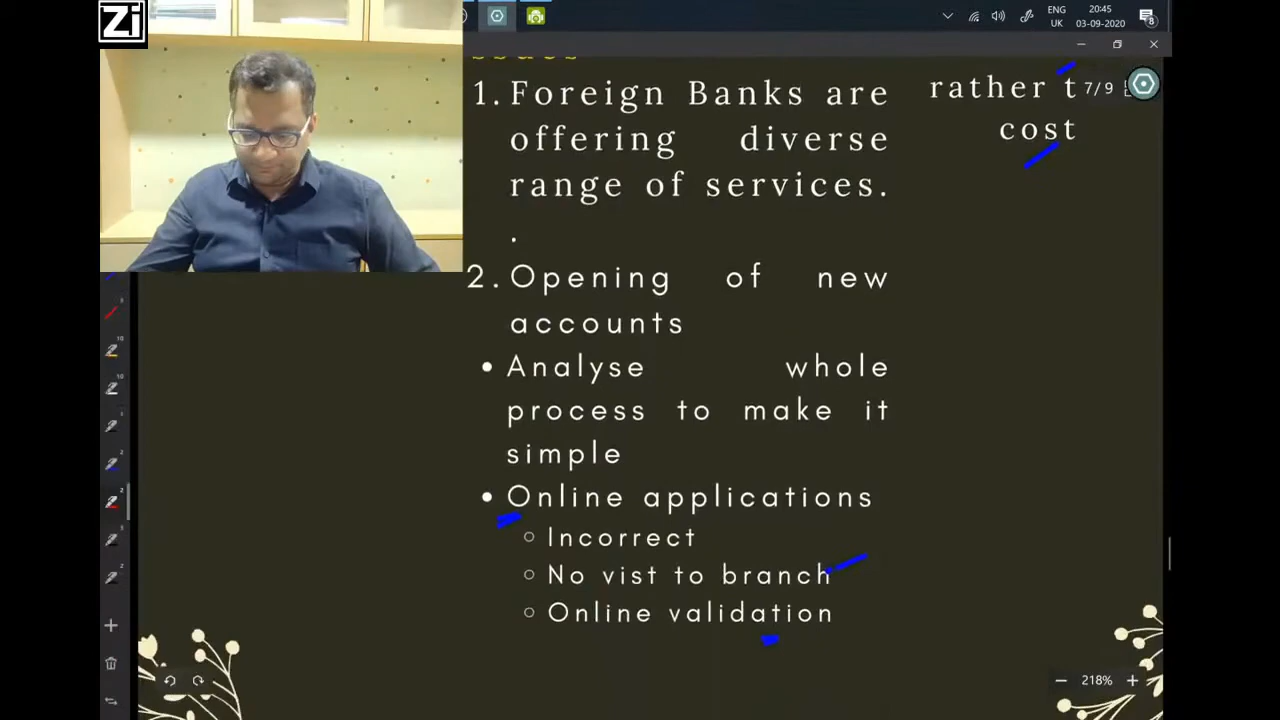 Zi
ENG
UK
20:45
03-09-2020
8
1. Foreign Banks are
offering diverse
range of services.
.
2. Opening of new
accounts
• Analyse whole
process to make it
simple
• Online applications
○ Incorrect
○ No vist to branch
○ Online validation
rather t
cost
7/9
218%